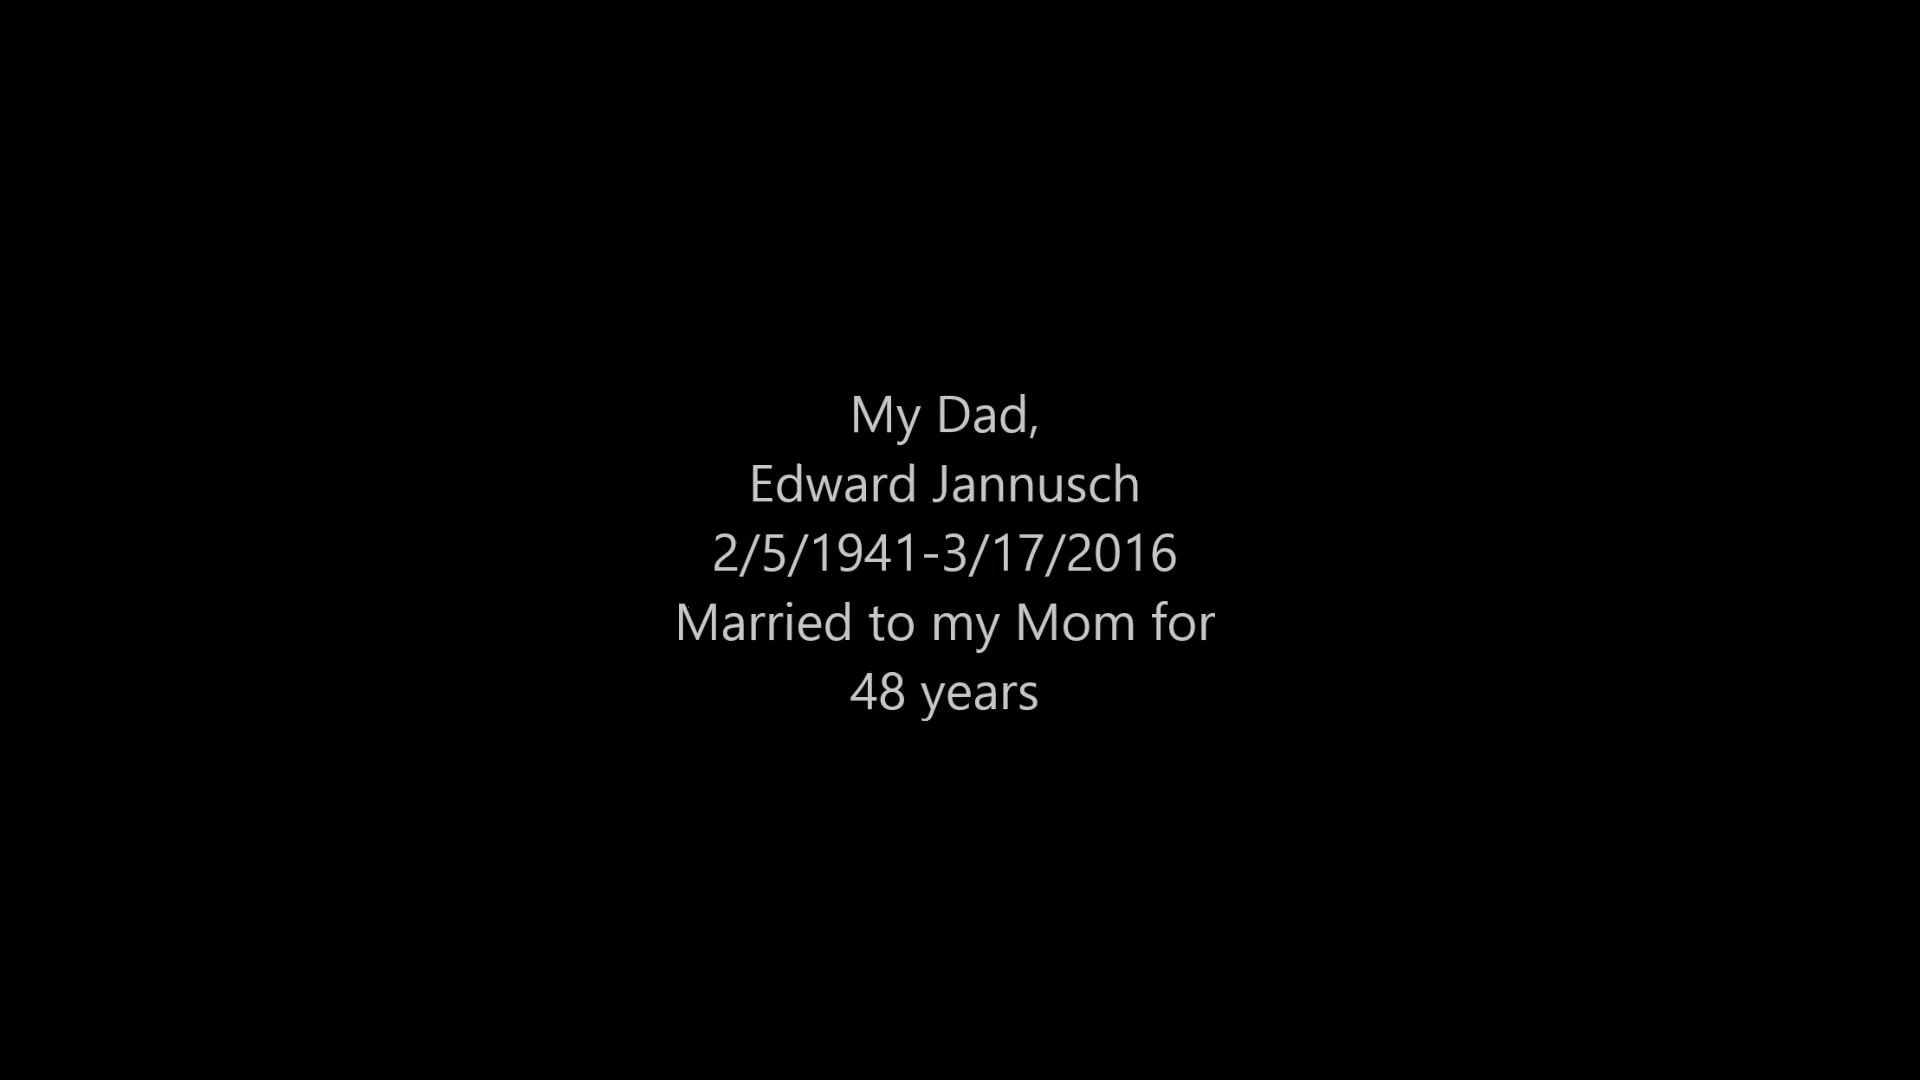 My Dad,
Edward Jannusch
2/5/1941-3/17/2016
Married to my Mom for
48 years